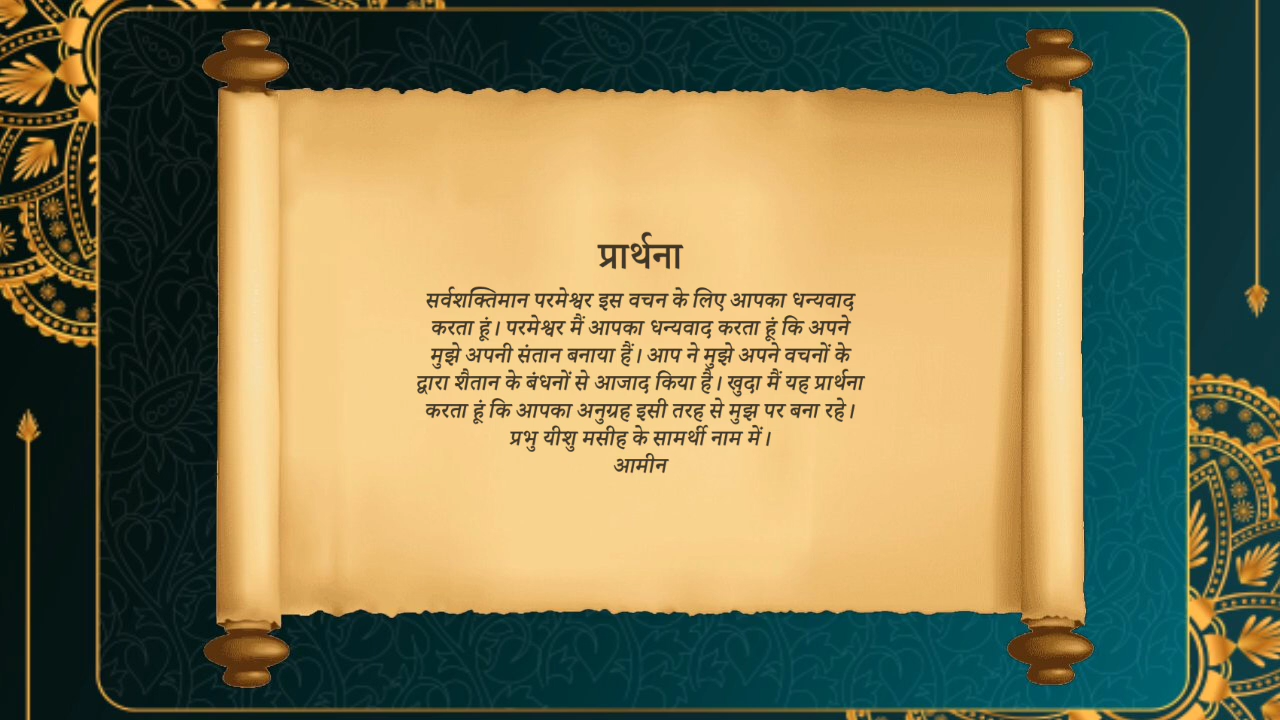 प्रार्थना
सर्वशक्तिमान परमेश्वर इस वचन के लिए आपका धन्यवाद
करता हूं। परमेश्वर मैं आपका धन्यवाद करता हूं कि अपने
मुझे अपनी संतान बनाया हैं। आप ने मुझे अपने वचनों के
द्वारा शैतान के बंधनों से आजाद किया है। खुदा मैं यह प्रार्थना
करता हूं कि आपका अनुग्रह इसी तरह से मुझ पर बना रहे।
प्रभु यीशु मसीह के सामर्थी नाम में।
आमीन